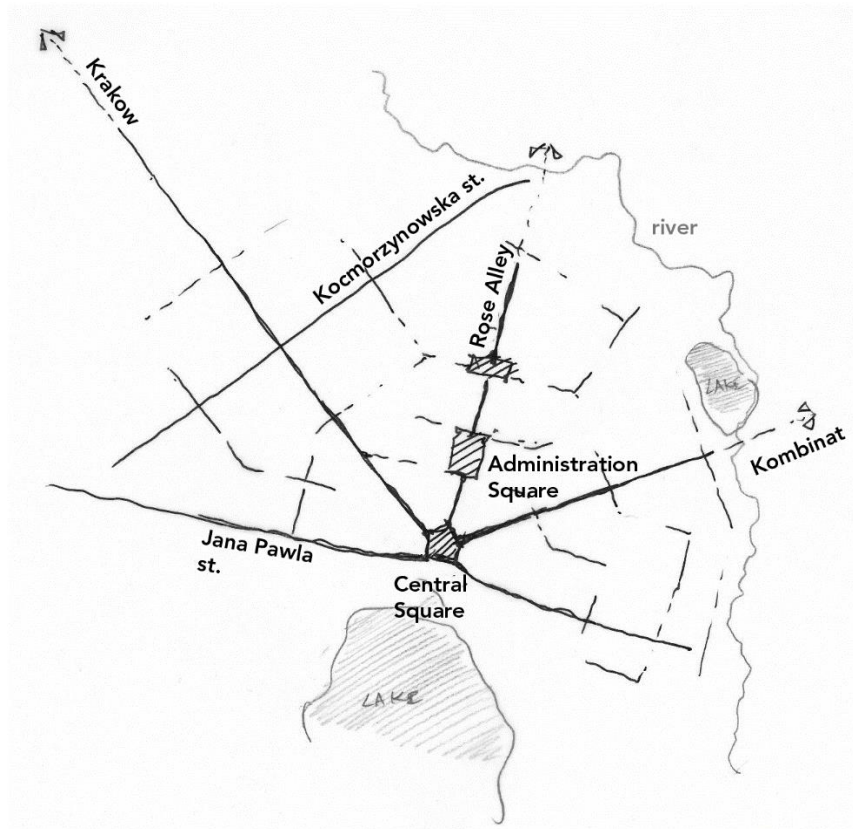 Krakow
Kocmorzynowska st.
river
Rose Alley
LAKE
Kombinat
Administration
Square
Jana Pawla
st.
Central
Square
LAKE